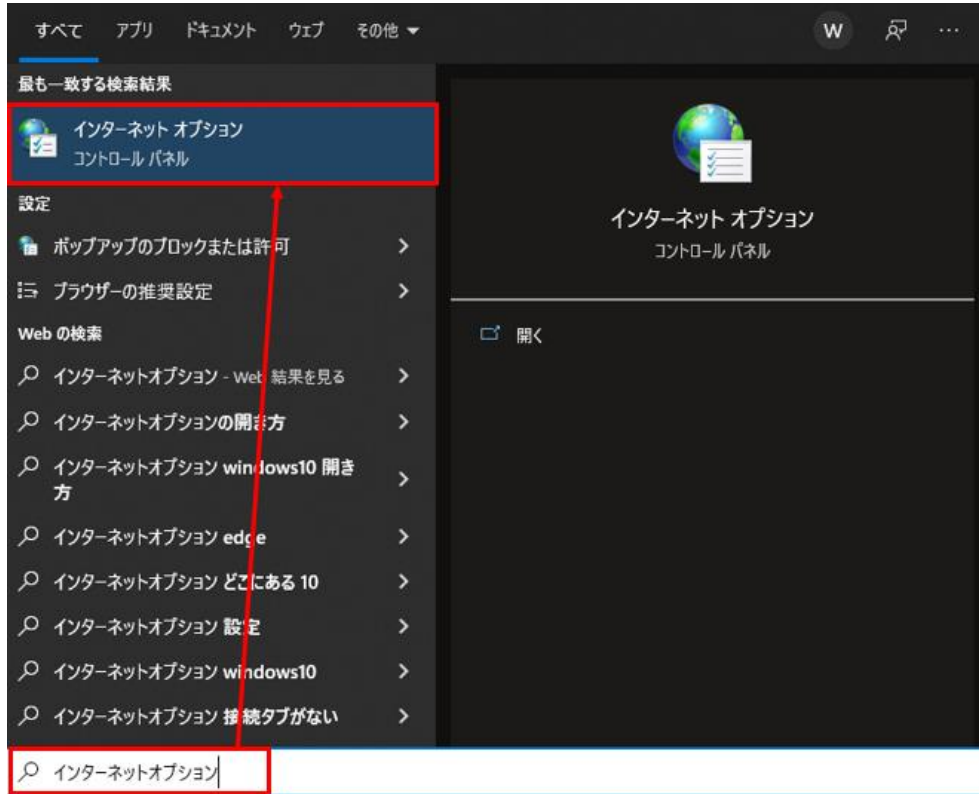 すべて アプリ ドキュメント ウェブ その他 W ...
最も一致する検索結果
インターネット オプション
コントロール パネル
設定
ポップアップのブロックまたは許可
ブラウザーの推奨設定
Web の検索
インターネットオプション - Web 結果を見る
インターネットオプションの開き方
インターネットオプション windows10 開き
方
インターネットオプション edge
インターネットオプション どこにある 10
インターネットオプション 設定
インターネットオプション windows10
インターネットオプション 接続タブがない
インターネットオプション
インターネット オプション
コントロール パネル
開く